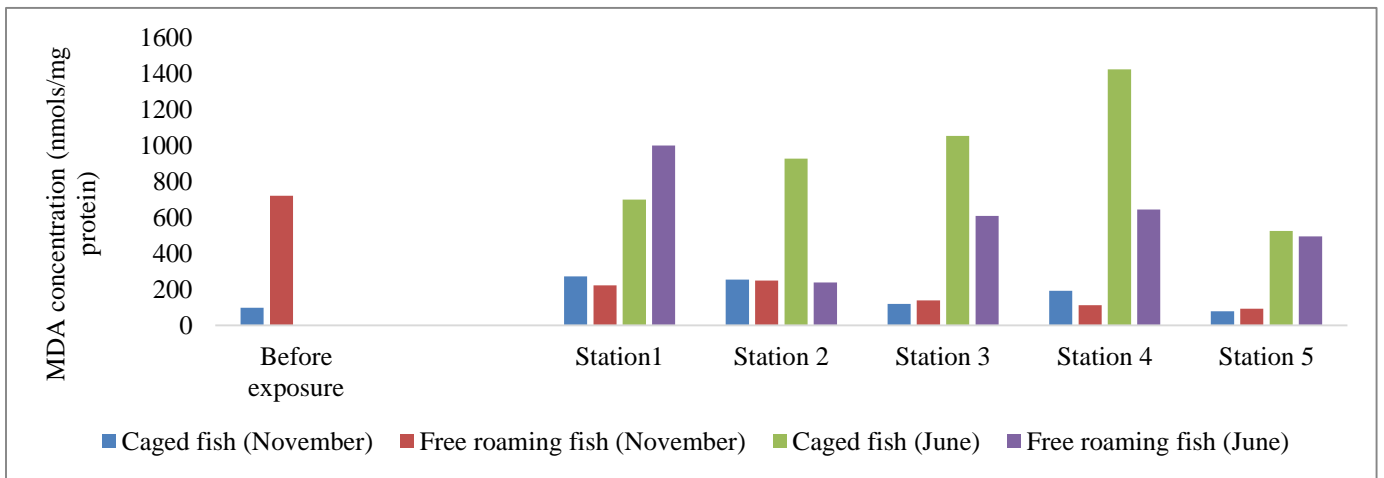 MDA concentration (nmols/mg
protein)
1600
1400
1200
1000
800
600
400
200
0
Before
exposure
Station1
Station 2
Station 3
Station 4
Station 5
Caged fish (November)
Free roaming fish (November)
Caged fish (June)
Free roaming fish (June)